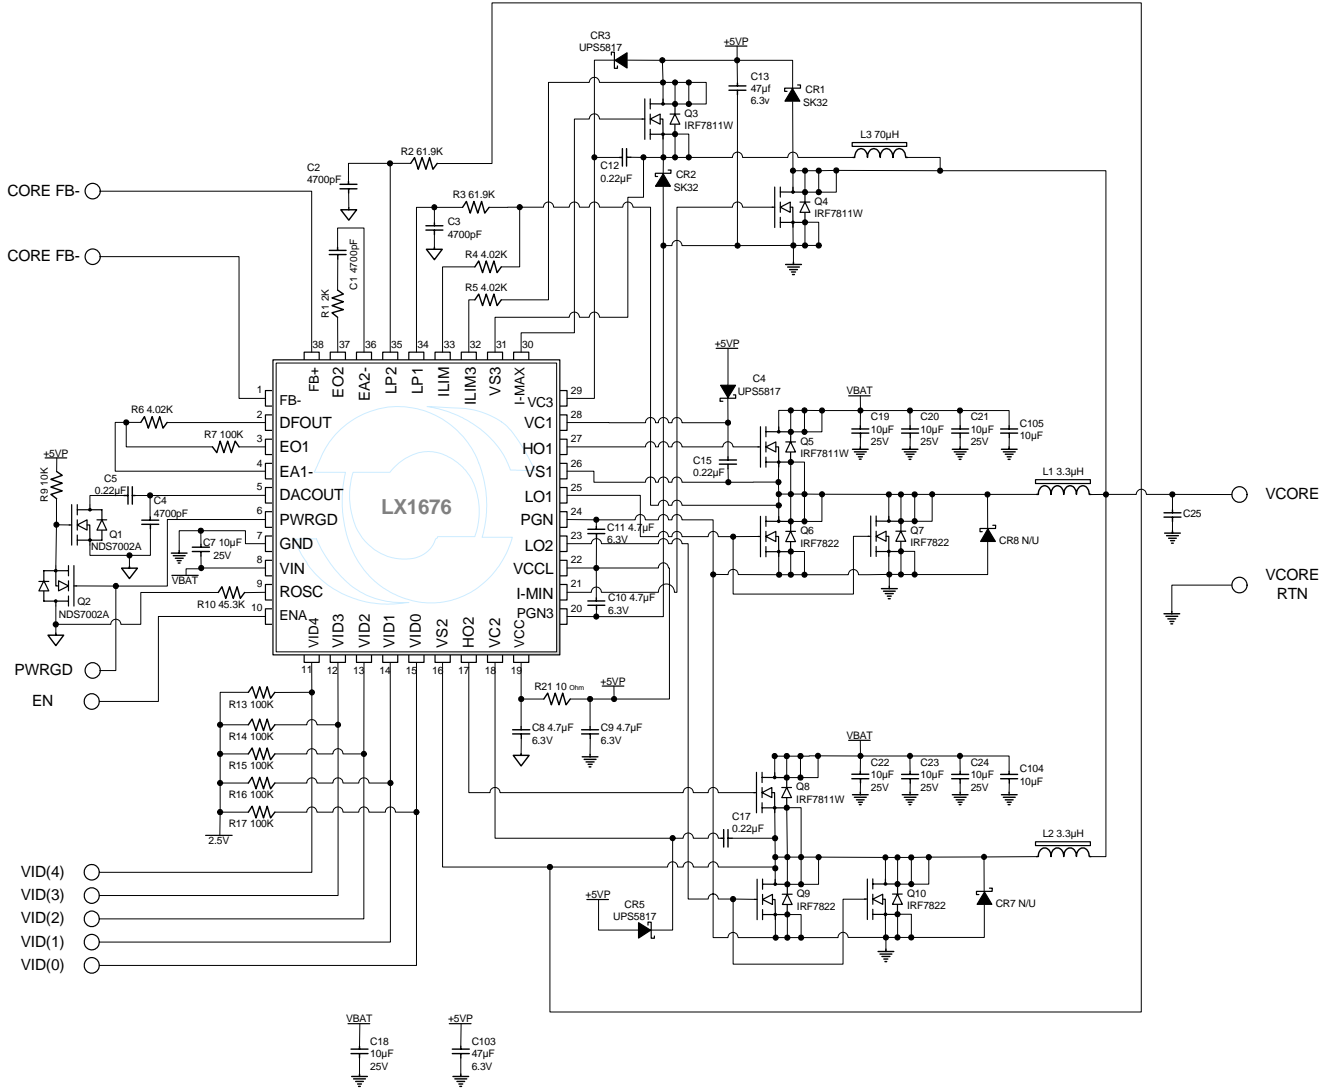 CR3
UPS5817
+5VP
C13
47µf
6.3v
CR1
SK32
Q3
IRF7811W
L3 70µH
R2 61.9K
C2
4700pF
C12
0.22µF
CR2
SK32
CORE FB-
R3 61.9K
C3
4700pF
Q4
IRF7811W
CORE FB-
C1 4700pF
R1 2K
R4 4.02K
R5 4.02K
38
37
36
35
34
33
32
31
30
FB+
EO2
EA2-
LP2
LP1
ILIM
ILIM3
VS3
I-MAX
+5VP
C4
UPS5817
1
FB-
2
DFOUT
3
EO1
4
EA1-
5
DACOUT
6
PWRGD
7
GND
8
VIN
9
ROSC
10
ENA
29
VC3
28
VC1
27
HO1
26
VS1
25
LO1
24
PGN
23
LO2
22
VCCL
21
I-MIN
20
PGN3
LX1676
R6 4.02K
R7 100K
+5VP
R9 10K
C5
0.22µF
C4
4700pF
Q1
NDS7002A
C7 10µF
25V
VBAT
Q2
NDS7002A
R10 45.3K
PWRGD
EN
VBAT
C19
10µF
25V
C20
10µF
25V
C21
10µF
25V
C105
10µF
Q5
IRF7811W
C15
0.22µF
L1 3.3µH
VCORE
C25
C11 4.7µF
6.3V
Q6
IRF7822
Q7
IRF7822
CR8 N/U
C10 4.7µF
6.3V
VCORE
RTN
VID4
VID3
VID2
VID1
VID0
VS2
HO2
VC2
VCC
11
12
13
14
15
16
17
18
19
R13 100K
R14 100K
R15 100K
R16 100K
R17 100K
2.5V
R21 10 Ohm
+5VP
C8 4.7µF
6.3V
C9 4.7µF
6.3V
VBAT
C22
10µF
25V
C23
10µF
25V
C24
10µF
25V
C104
10µF
Q8
IRF7811W
C17
0.22µF
L2 3.3µH
VID(4)
VID(3)
VID(2)
VID(1)
VID(0)
+5VP
CR5
UPS5817
Q9
IRF7822
Q10
IRF7822
CR7 N/U
VBAT
C18
10µF
25V
+5VP
C103
47µF
6.3V